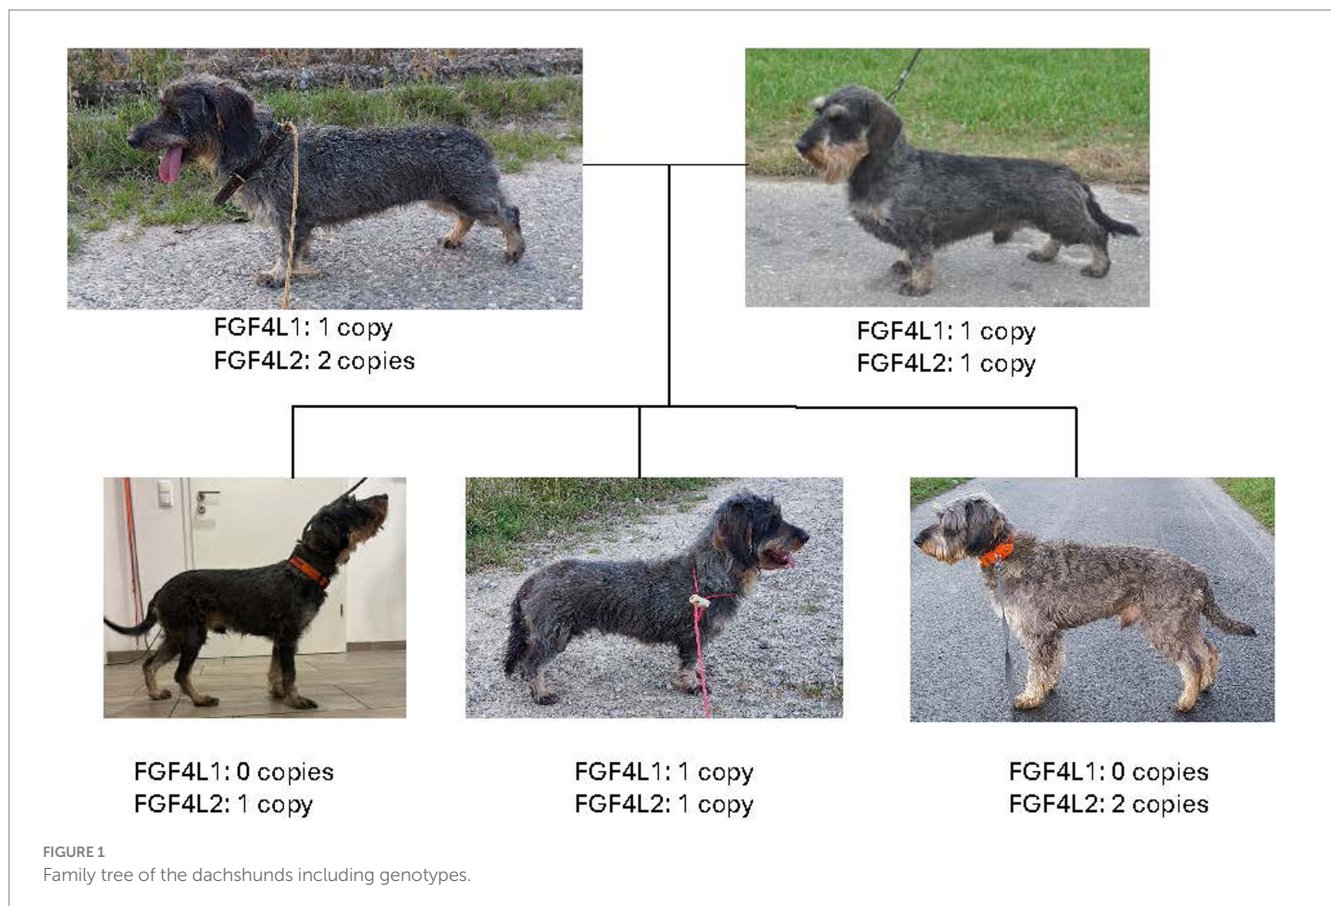 FGF4L1: 1 copy
FGF4L2: 2 copies
FGF4L1: 1 copy
FGF4L2: 1 copy
FGF4L1: 0 copies
FGF4L2: 1 copy
FGF4L1: 1 copy
FGF4L2: 1 copy
FGF4L1: 0 copies
FGF4L2: 2 copies
FIGURE 1
Family tree of the dachshunds including genotypes.